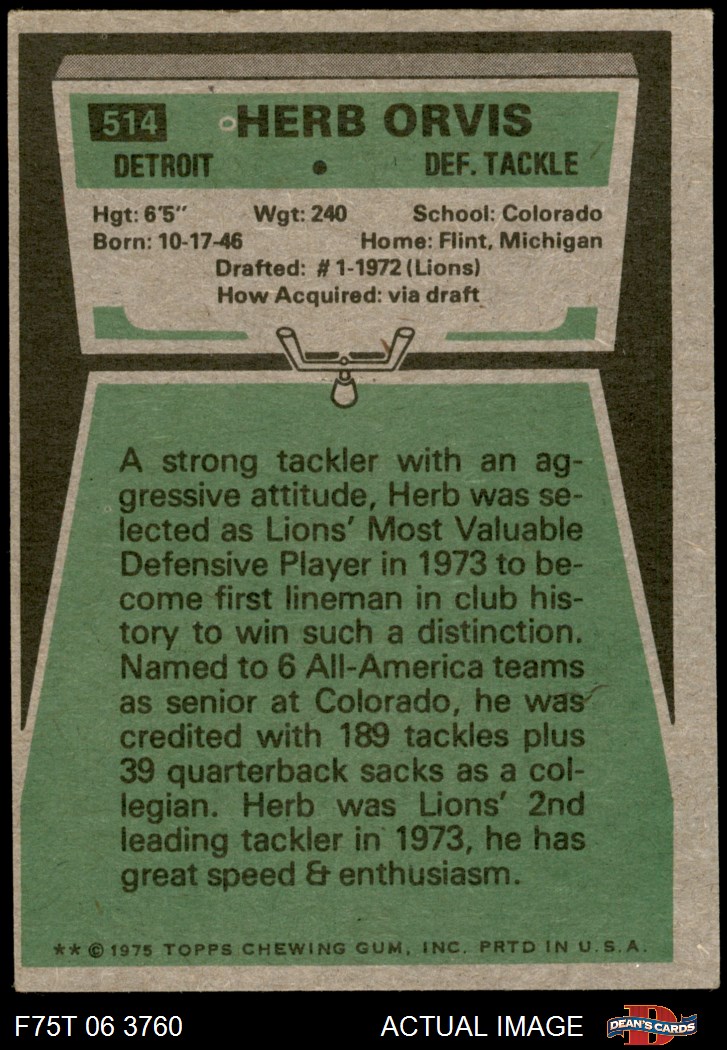 514 HERB ORVIS
DETROIT • DEF. TACKLE
Hgt: 6'5" Wgt: 240 School: Colorado
Born: 10-17-46 Home: Flint, Michigan
Drafted: #1-1972 (Lions)
How Acquired: via draft
A strong tackler with an ag-
gressive attitude, Herb was se-
lected as Lions' Most Valuable
Defensive Player in 1973 to be-
come first lineman in club his-
tory to win such a distinction.
Named to 6 All-America teams
as senior at Colorado, he was
credited with 189 tackles plus
39 quarterback sacks as a col-
legian. Herb was Lions' 2nd
leading tackler in 1973, he has
great speed & enthusiasm.
** © 1975 TOPPS CHEWING GUM, INC. PRTD IN U.S.A.
F75T 06 3760 ACTUAL IMAGE D DEAN'S CARDS